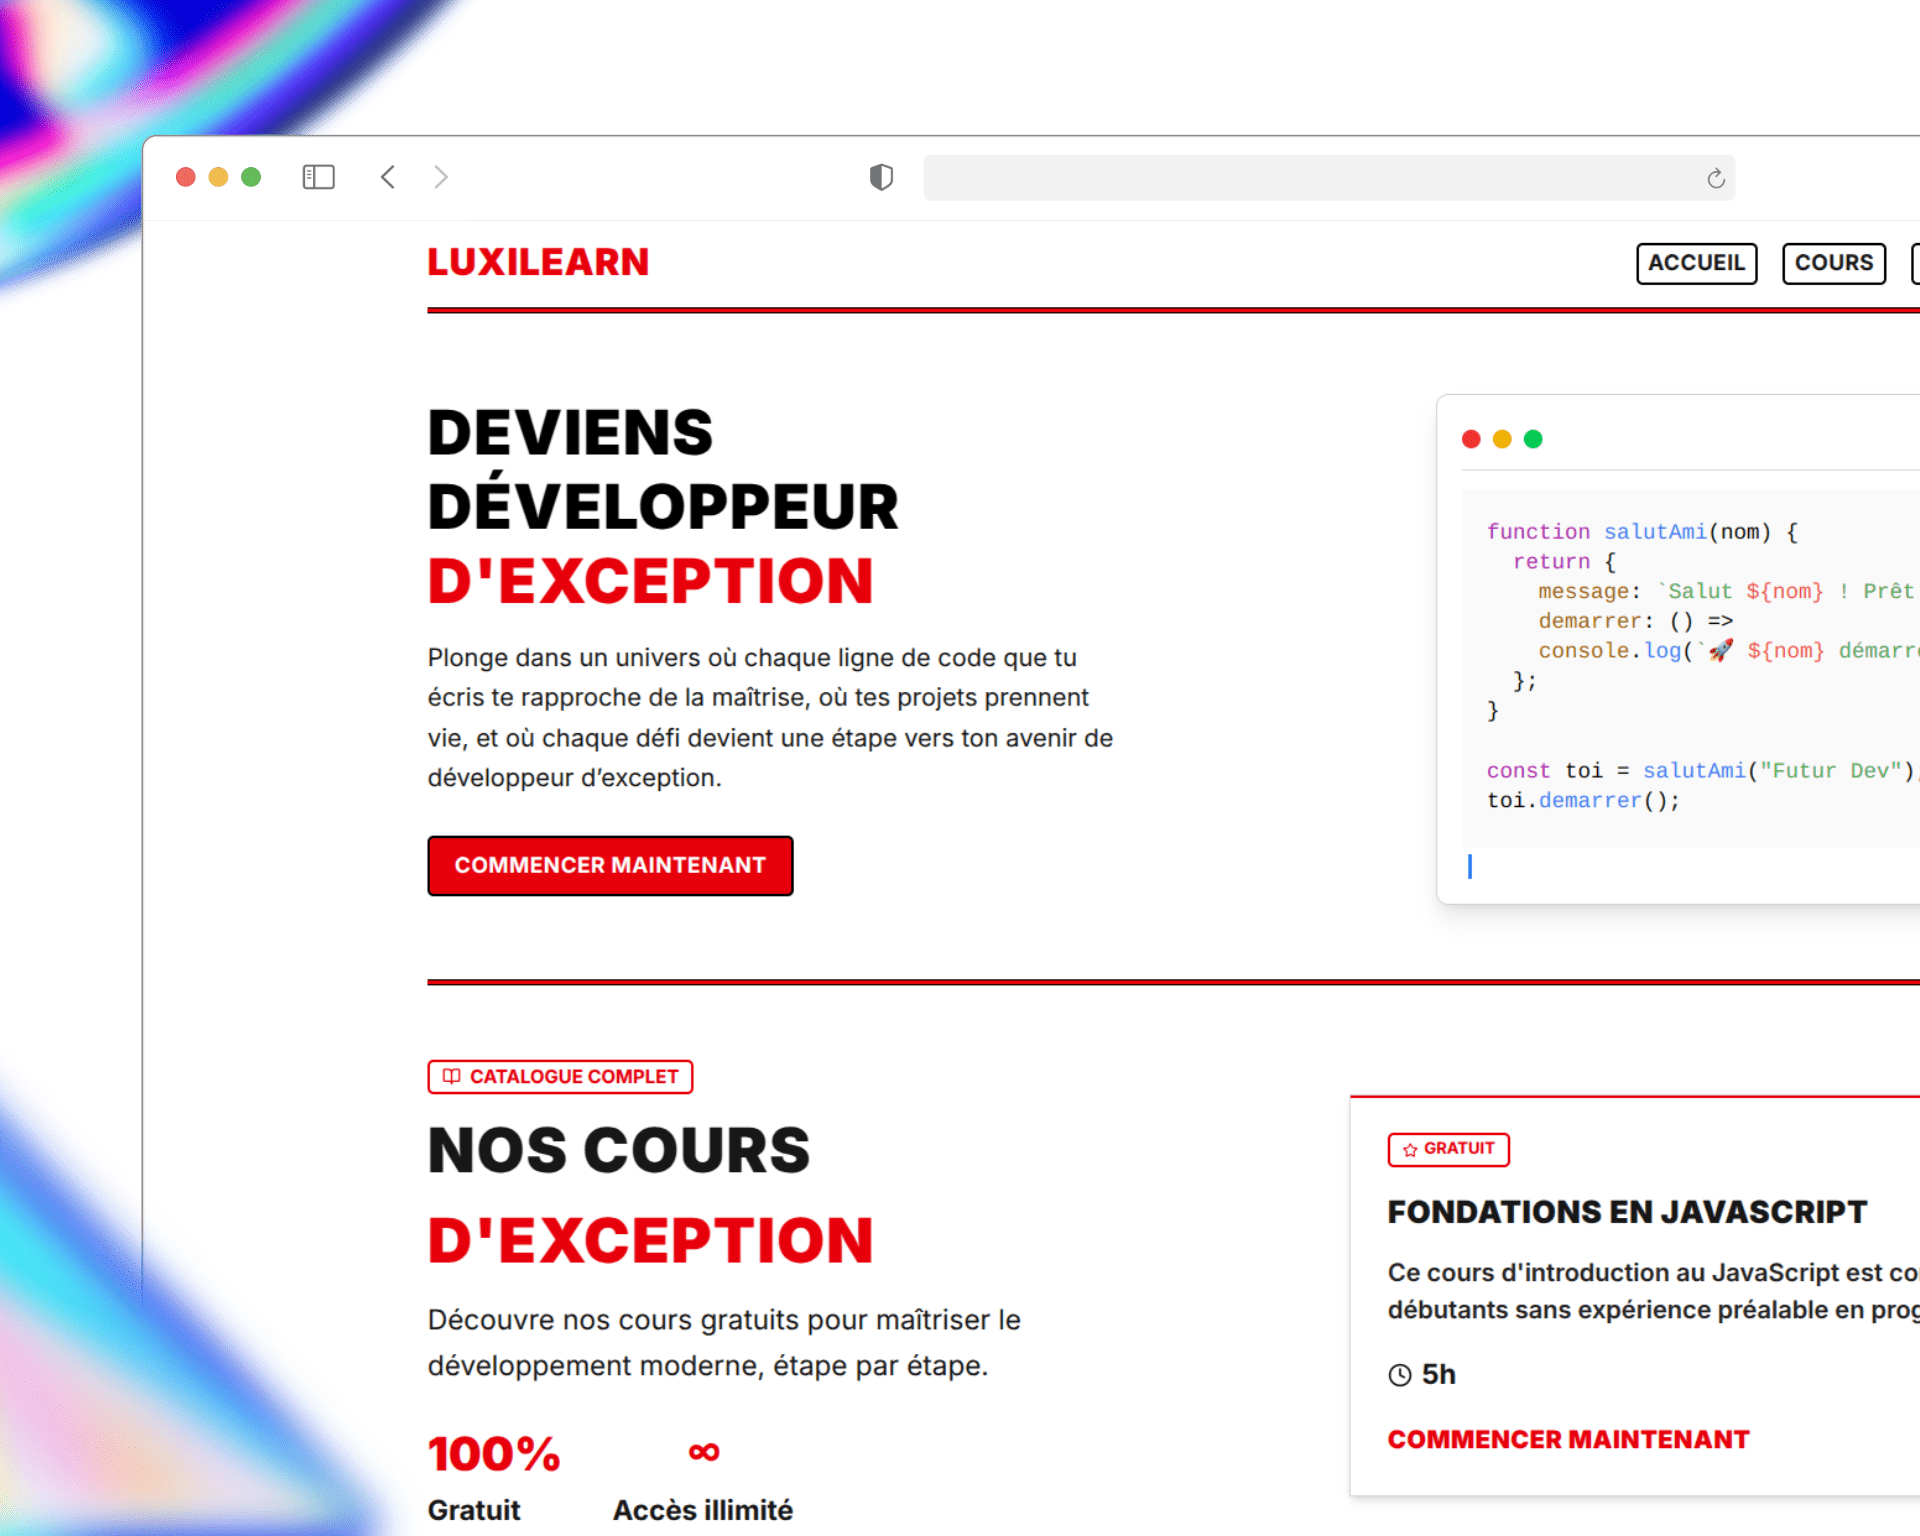 LUXILEARN
ACCUEIL
COURS
DEVIENS
DÉVELOPPEUR
D'EXCEPTION
Plonge dans un univers où chaque ligne de code que tu
écris te rapproche de la maîtrise, où tes projets prennent
vie, et où chaque défi devient une étape vers ton avenir de
développeur d’exception.
COMMENCER MAINTENANT
function salutAmi(nom) {
  return {
    message: `Salut ${nom} ! Prêt
    demarrer: () =>
    console.log(`🚀 ${nom} démarr
  };
}
const toi = salutAmi("Futur Dev");
toi.demarrer();
CATALOGUE COMPLET
NOS COURS
D'EXCEPTION
Découvre nos cours gratuits pour maîtriser le
développement moderne, étape par étape.
100%
Gratuit
∞
Accès illimité
GRATUIT
FONDATIONS EN JAVASCRIPT
Ce cours d'introduction au JavaScript est
débutants sans expérience préalable en
5h
COMMENCER MAINTENANT